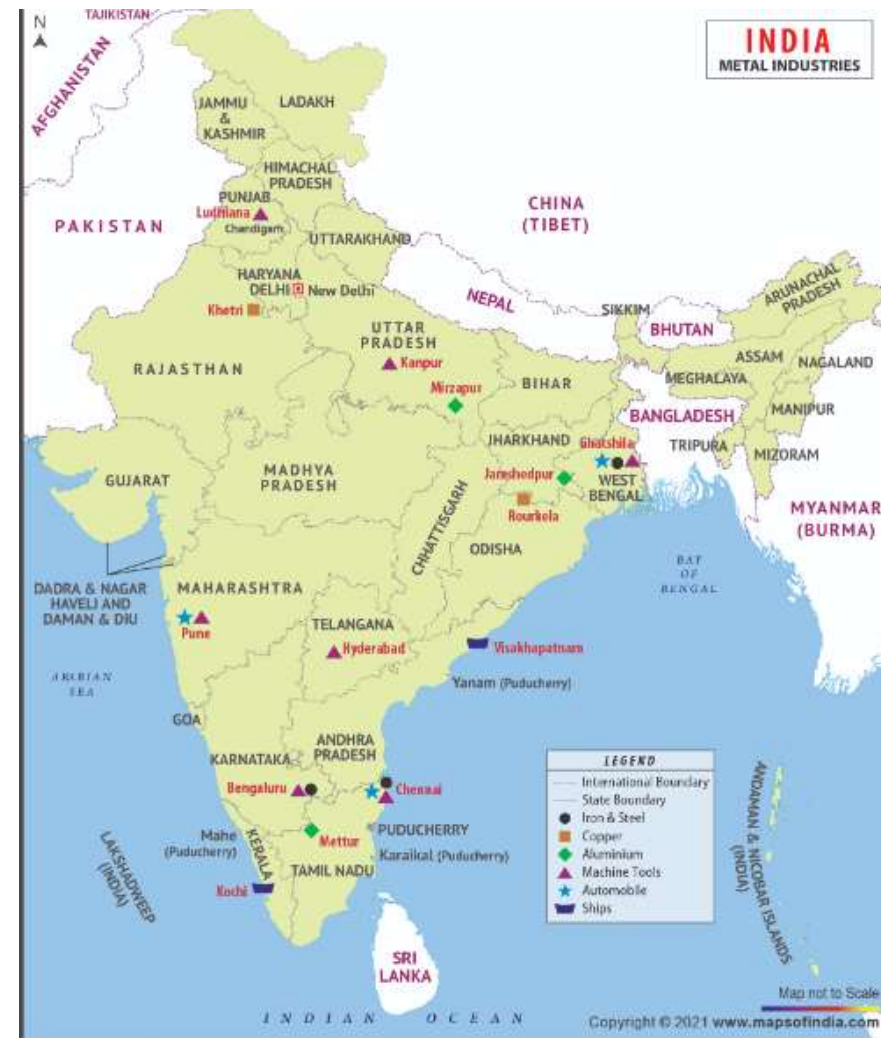 TAJIKISTAN
N
INDIA
METAL INDUSTRIES
AFGHANISTAN
JAMMU
&
KASHMIR
LADAKH
HIMACHAL
PRADESH
PUNJAB
Ludhiana
Chandigarh
PAKISTAN
CHINA
(TIBET)
UTTARAKHAND
HARYANA
DELHI
New Delhi
Khetri
NEPAL
SIKKIM
BHUTAN
ARUNACHAL
PRADESH
UTTAR
PRADESH
Kanpur
RAJASTHAN
Mirzapur
BIHAR
ASSAM
NAGALAND
MEGHALAYA
MANIPUR
BANGLADESH
TRIPURA
MIZORAM
JHARKHAND
Ghatshila
GUJARAT
MADHYA
PRADESH
Jamshedpur
WEST
BENGAL
CHHATTISGARH
Rourkela
ODISHA
MYANMAR
(BURMA)
BAY
OF
BENGAL
DADRA & NAGAR
HAVELI AND
DAMAN & DIU
MAHARASHTRA
Pune
TELANGANA
Hyderabad
Visakhapatnam
ARABIAN
SEA
Yanam (Puducherry)
GOA
KARNATAKA
ANDHRA
PRADESH
Bengaluru
Chennai
LEGEND
International Boundary
State Boundary
Iron & Steel
Copper
Aluminium
Machine Tools
Automobile
Ships
Mahe
(Puducherry)
KERALA
Mettur
PUDUCHERRY
Karaikal (Puducherry)
TAMIL NADU
Kochi
LAKSHADWEEP
(INDIA)
ANDAMAN & NICOBAR ISLANDS
(INDIA)
SRI
LANKA
INDIAN OCEAN
Map not to Scale
Copyright © 2021 www.mapsofindia.com